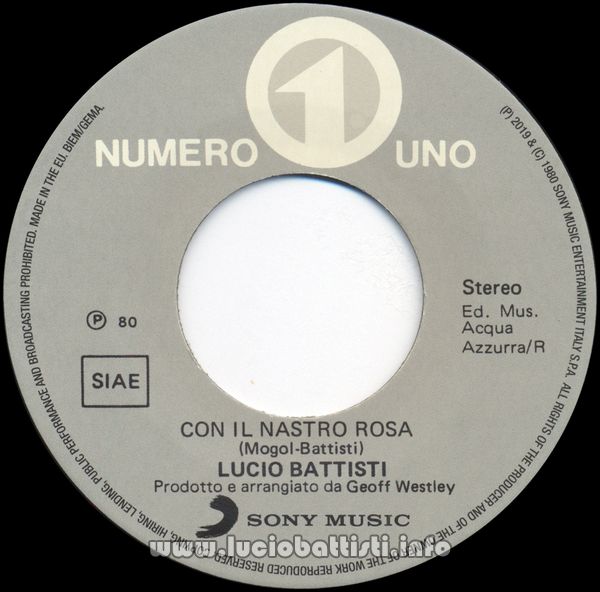 NUMERO 1 UNO
℗ 80
SIAE
Stereo
Ed. Mus.
Acqua
Azzurra/R
CON IL NASTRO ROSA
(Mogol-Battisti)
LUCIO BATTISTI
Prodotto e arrangiato da Geoff Westley
SONY MUSIC
www.luciobattisti.info
(P) 2019 & (C) 1980 SONY MUSIC ENTERTAINMENT ITALY S.P.A. ALL RIGHTS OF THE PRODUCER AND OF THE OWNER OF THE WORK REPRODUCED RESERVED. COPYING, HIRING, LENDING, PUBLIC PERFORMANCE AND BROADCASTING PROHIBITED. MADE IN THE EU. BIEM/GEMA.